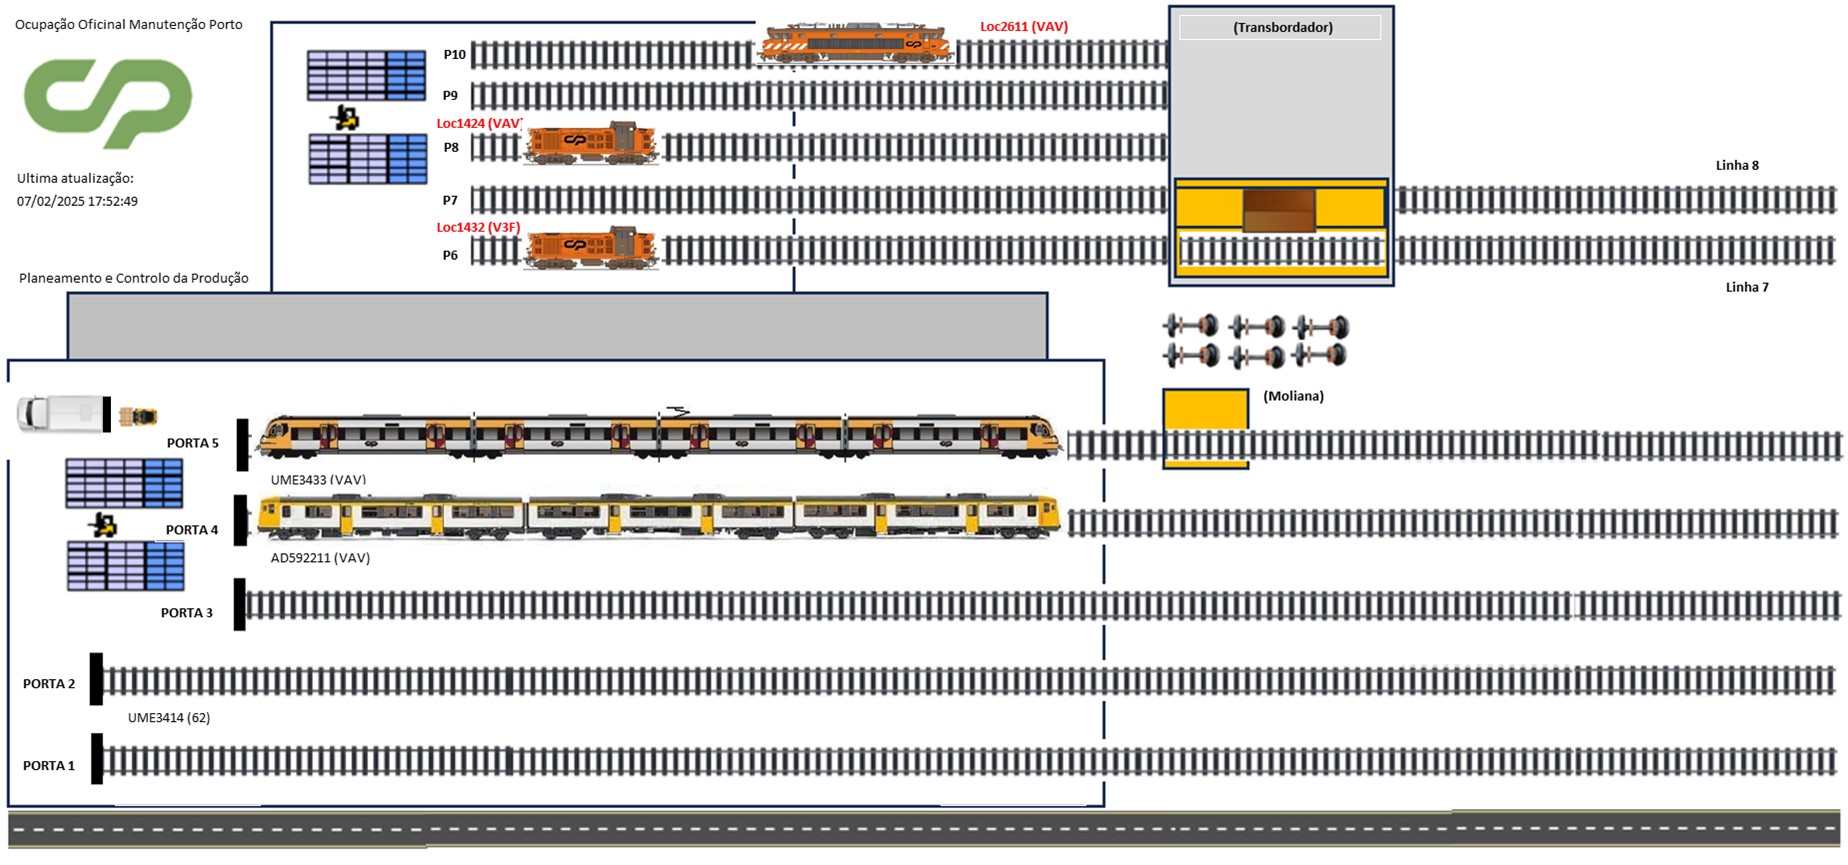 Ocupação Oficinal Manutenção Porto
Loc2611 (VAV)
(Transbordador)
P10
P9
Loc1424 (VAV)
P8
Ultima atualização:
07/02/2025 17:52:49
Linha 8
P7
Loc1432 (V3F)
P6
Planeamento e Controlo da Produção
Linha 7
(Moliana)
PORTA 5
UME3433 (VAV)
PORTA 4
AD592211 (VAV)
PORTA 3
PORTA 2
UME3414 (62)
PORTA 1